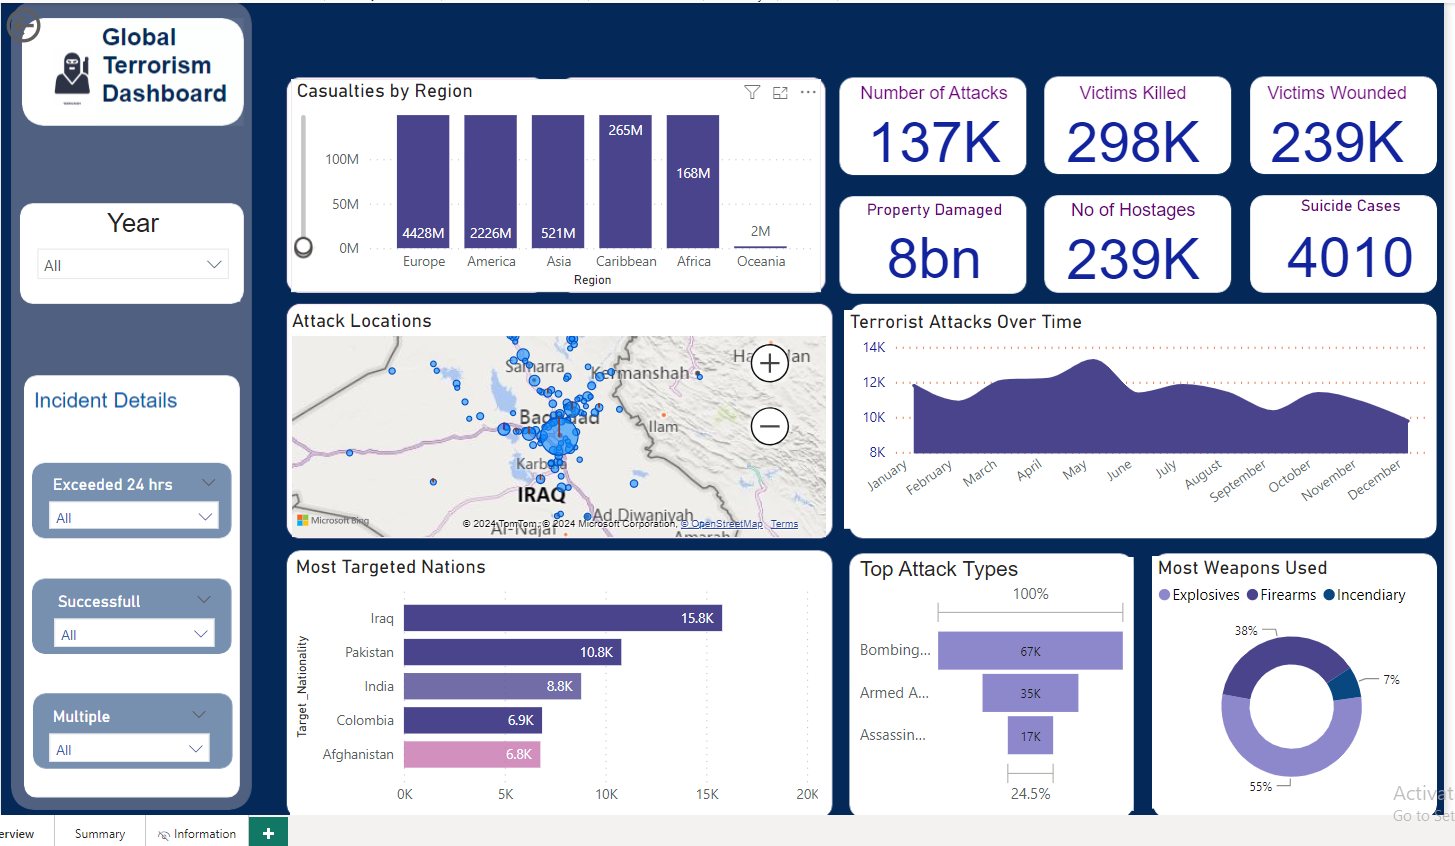 Global
Terrorism
Dashboard
Year
All
Incident Details
Exceeded 24 hrs
All
Successfull
All
Multiple
All
Casualties by Region
100M
50M
0M
4428M
2226M
521M
265M
168M
2M
Europe
America
Asia
Caribbean
Africa
Oceania
Region
Number of Attacks
137K
Victims Killed
298K
Victims Wounded
239K
Property Damaged
8bn
No of Hostages
239K
Suicide Cases
4010
Attack Locations
Samarra
Kermanshah
Ilam
Karbala
IRAQ
Ad Diwaniyah
An-Najaf
Microsoft Bing
© 2024 TomTom, © 2024 Microsoft Corporation, © OpenStreetMap Terms
Terrorist Attacks Over Time
14K
12K
10K
8K
January
February
March
April
May
June
July
August
September
October
November
December
Most Targeted Nations
Target_Nationality
Iraq
15.8K
Pakistan
10.8K
India
8.8K
Colombia
6.9K
Afghanistan
6.8K
0K
5K
10K
15K
20K
Top Attack Types
100%
Bombing...
67K
Armed A...
35K
Assassin...
17K
24.5%
Most Weapons Used
Explosives
Firearms
Incendiary
38%
7%
55%
Activat
Go to Set
erview
Summary
Information